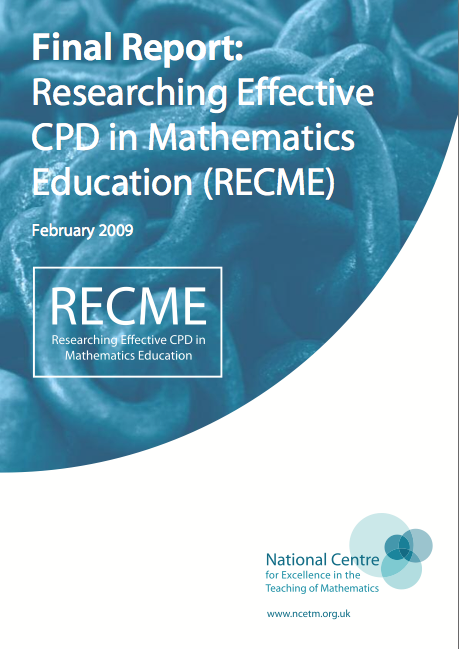 Final Report:
Researching Effective
CPD in Mathematics
Education (RECME)
February 2009
RECME
Researching Effective CPD in
Mathematics Education
National Centre
for Excellence in the
Teaching of Mathematics
www.ncetm.org.uk